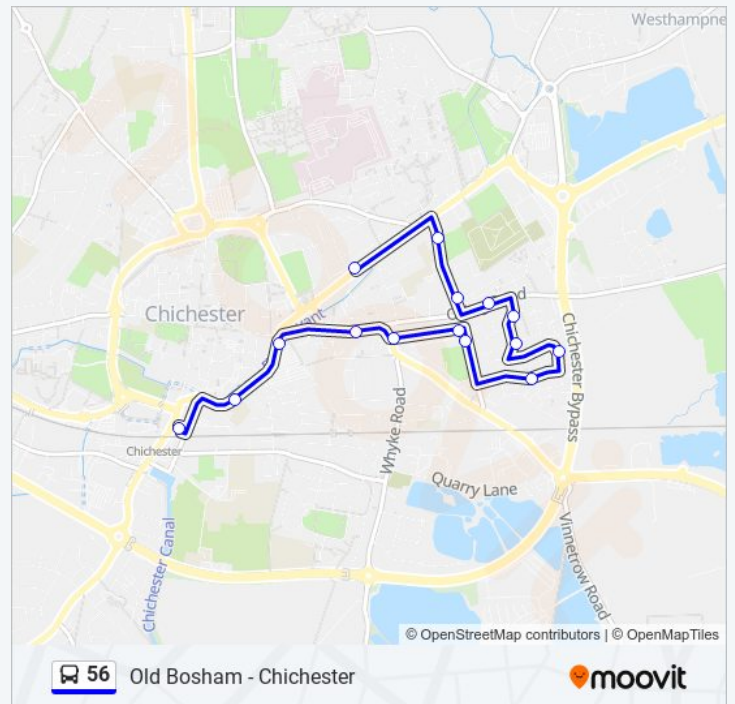 Westhampne
Chichester
Chichester Bypass
Whyke Road
Chichester
Quarry Lane
Vinnetrow Road
Chichester Canal
© OpenStreetMap contributors | © OpenMapTiles
56
Old Bosham - Chichester
moovit